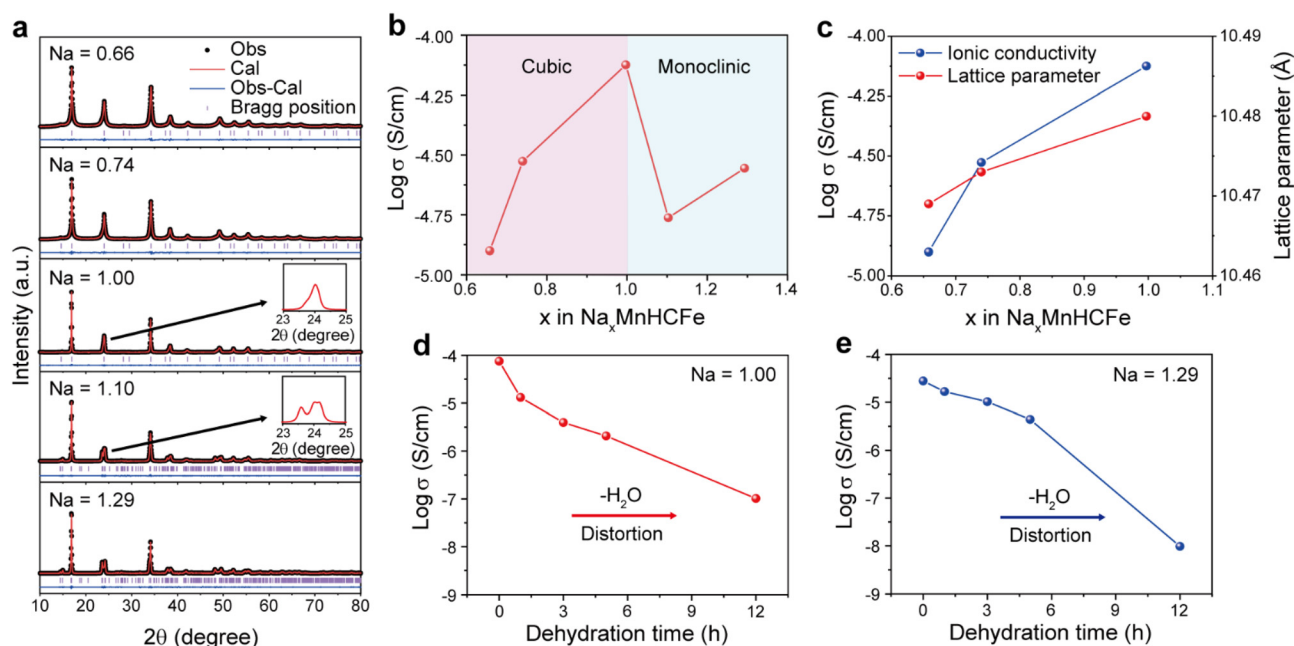 a
Na = 0.66
Obs
Cal
Obs-Cal
Bragg position
Na = 0.74
Na = 1.00
23 24 25
2θ (degree)
Na = 1.10
23 24 25
2θ (degree)
Na = 1.29
Intensity (a.u.)
10 20 30 40 50 60 70 80
2θ (degree)
b
Cubic
Monoclinic
-4.00
-4.25
-4.50
-4.75
-5.00
Log σ (S/cm)
0.6 0.8 1.0 1.2 1.4
x in NaₓMnHCFe
c
Ionic conductivity
Lattice parameter
-4.00
-4.25
-4.50
-4.75
-5.00
Log σ (S/cm)
10.49
10.48
10.47
10.46
Lattice parameter (Å)
0.6 0.7 0.8 0.9 1.0 1.1
x in NaₓMnHCFe
d
Na = 1.00
-4
-5
-6
-7
-8
-9
Log σ (S/cm)
-H₂O
Distortion
0 3 6 9 12
Dehydration time (h)
e
Na = 1.29
-4
-5
-6
-7
-8
-9
Log σ (S/cm)
-H₂O
Distortion
0 3 6 9 12
Dehydration time (h)